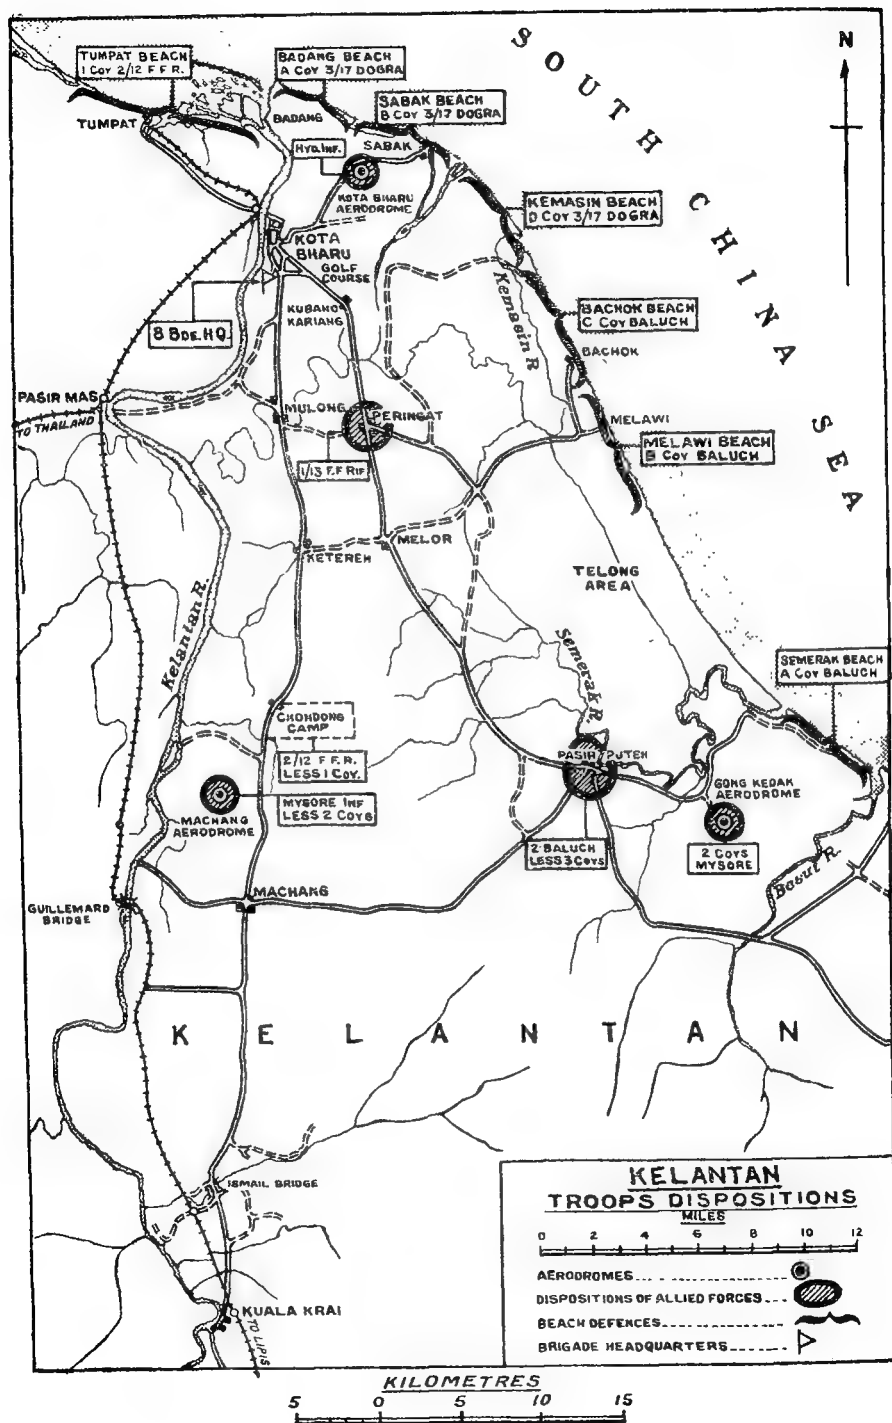 SOUTH CHINA SEA
N
TUMPAT BEACH
1 COY 2/12 F.F.R.
BADANG BEACH
A COY 3/17 DOGRA
SABAK BEACH
B COY 3/17 DOGRA
TUMPAT
BADANG
HYD. INF.
SABAK
KOTA BHARU
AERODROME
KEMASIN BEACH
D COY 3/17 DOGRA
KOTA
BHARU
GOLF
COURSE
KUBANG
KARIANG
8 BDE. H.Q.
Kemasin R
BACHOK BEACH
C COY BALUCH
BACHOK
PASIR MAS
TO THAILAND
MULONG
PERINGAT
MELAWI
MELAWI BEACH
B COY BALUCH
1/13 F.F. RIF
KETEREH
MELOR
TELONG
AREA
Kelantan R.
Semerak R.
SEMERAK BEACH
A COY BALUCH
CHONDONG
CAMP
2/12 F.F.R.
LESS 1 COY.
MYSORE INF
LESS 2 COYS
MACHANG
AERODROME
PASIR PUTEH
GONG KEDAK
AERODROME
2 BALUCH
LESS 3 COYS
2 COYS
MYSORE
Besut R.
MACHANG
GUILLEMARD
BRIDGE
KELANTAN
ISMAIL BRIDGE
KUALA KRAI
TO LIPIS
KELANTAN
TROOPS DISPOSITIONS
MILES
0 2 4 6 8 10 12
AERODROMES
DISPOSITIONS OF ALLIED FORCES
BEACH DEFENCES
BRIGADE HEADQUARTERS
KILOMETRES
5 0 5 10 15